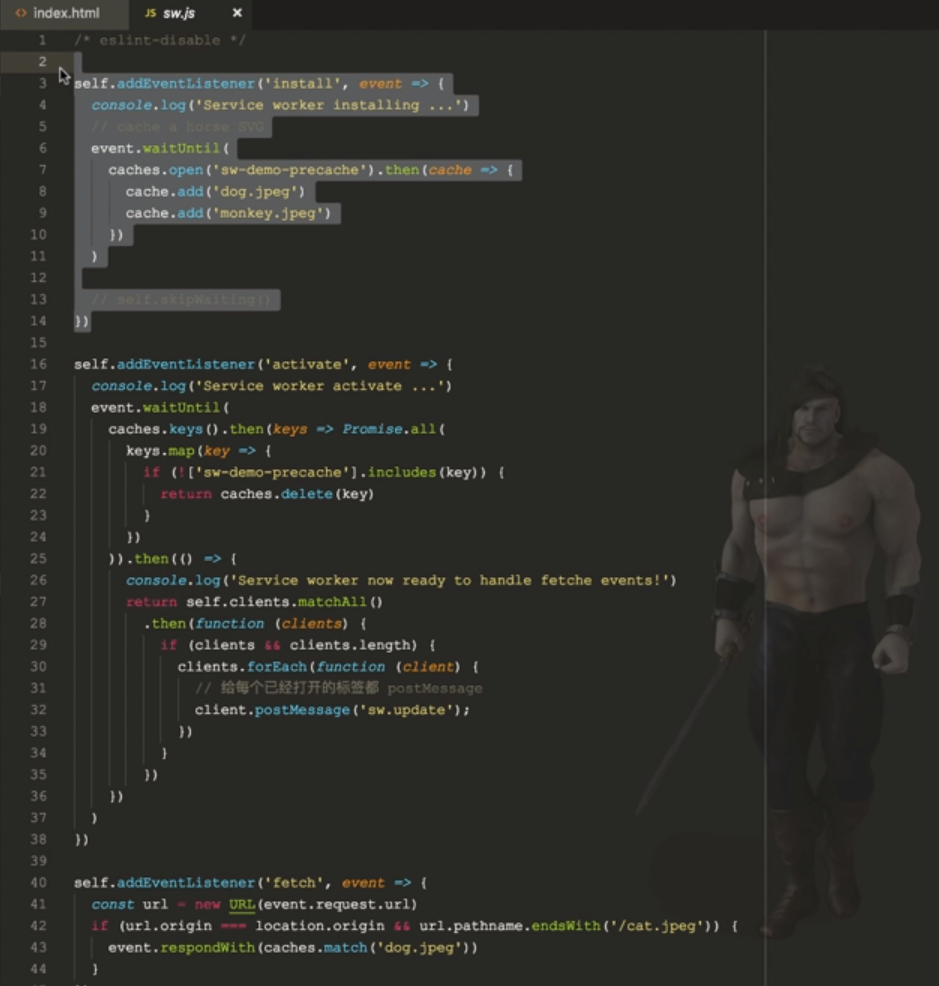 index.html
JS sw.js ×
1 /* eslint-disable */
2
3 self.addEventListener('install', event => {
4   console.log('Service worker installing ...')
5   // cache a horse SVG
6   event.waitUntil(
7     caches.open('sw-demo-precache').then(cache => {
8       cache.add('dog.jpeg')
9       cache.add('monkey.jpeg')
10     })
11   )
12
13   // self.skipWaiting()
14 })
15
16 self.addEventListener('activate', event => {
17   console.log('Service worker activate ...')
18   event.waitUntil(
19     caches.keys().then(keys => Promise.all(
20       keys.map(key => {
21         if (!['sw-demo-precache'].includes(key)) {
22           return caches.delete(key)
23         }
24       })
25     )).then(() => {
26       console.log('Service worker now ready to handle fetche events!')
27       return self.clients.matchAll()
28         .then(function (clients) {
29           if (clients && clients.length) {
30             clients.forEach(function (client) {
31               // 给每个已经打开的标签都 postMessage
32               client.postMessage('sw.update');
33             })
34           }
35         })
36     })
37   )
38 })
39
40 self.addEventListener('fetch', event => {
41   const url = new URL(event.request.url)
42   if (url.origin === location.origin && url.pathname.endsWith('/cat.jpeg')) {
43     event.respondWith(caches.match('dog.jpeg'))
44   }